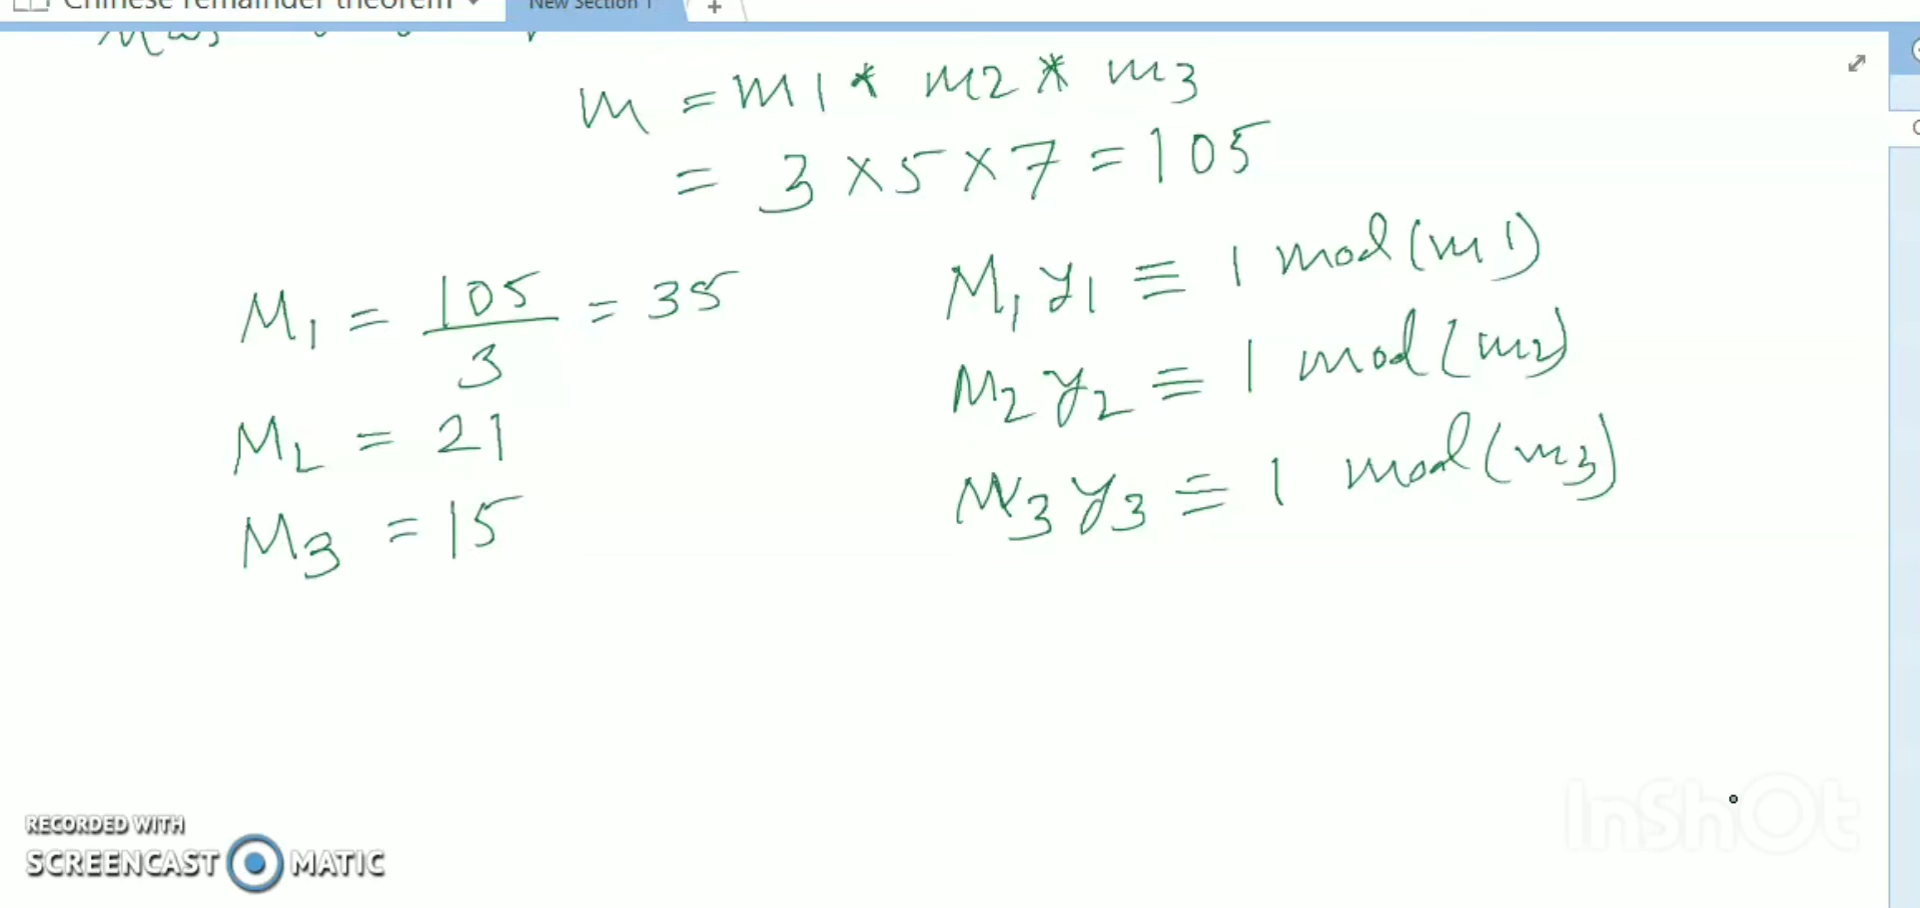 Chinese remainder theorem
New Section 1
m = m1 * m2 * m3
= 3 × 5 × 7 = 105
M1 = 105/3 = 35
M2 = 21
M3 = 15
M1 y1 ≡ 1 mod (m1)
M2 y2 ≡ 1 mod (m2)
M3 y3 ≡ 1 mod (m3)
InShOt
RECORDED WITH
SCREENCAST MATIC